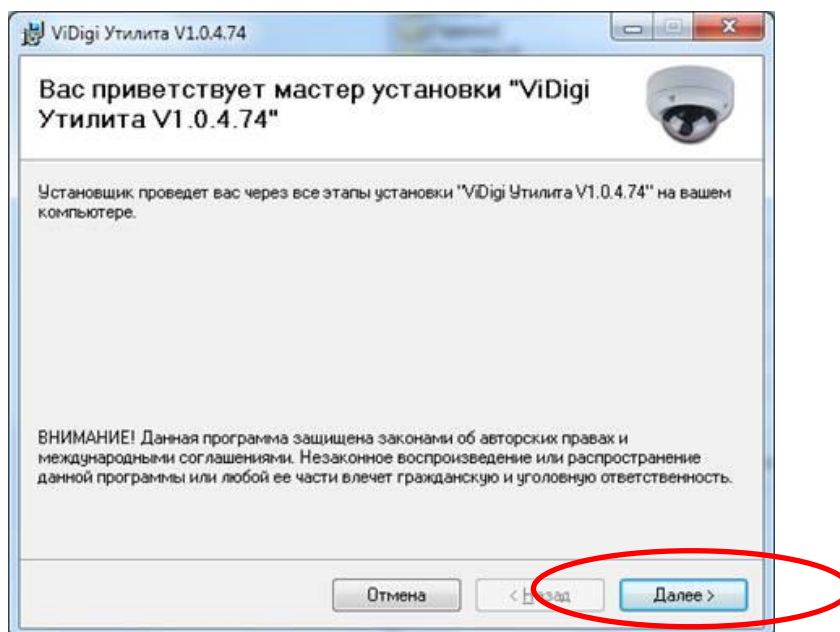 ViDigi Утилита V1.0.4.74
Вас приветствует мастер установки "ViDigi
Утилита V1.0.4.74"
Установщик проведет вас через все этапы установки "ViDigi Утилита V1.0.4.74" на вашем
компьютере.
ВНИМАНИЕ! Данная программа защищена законами об авторских правах и
международными соглашениями. Незаконное воспроизведение или распространение
данной программы или любой ее части влечет гражданскую и уголовную ответственность.
Отмена
< Назад
Далее >